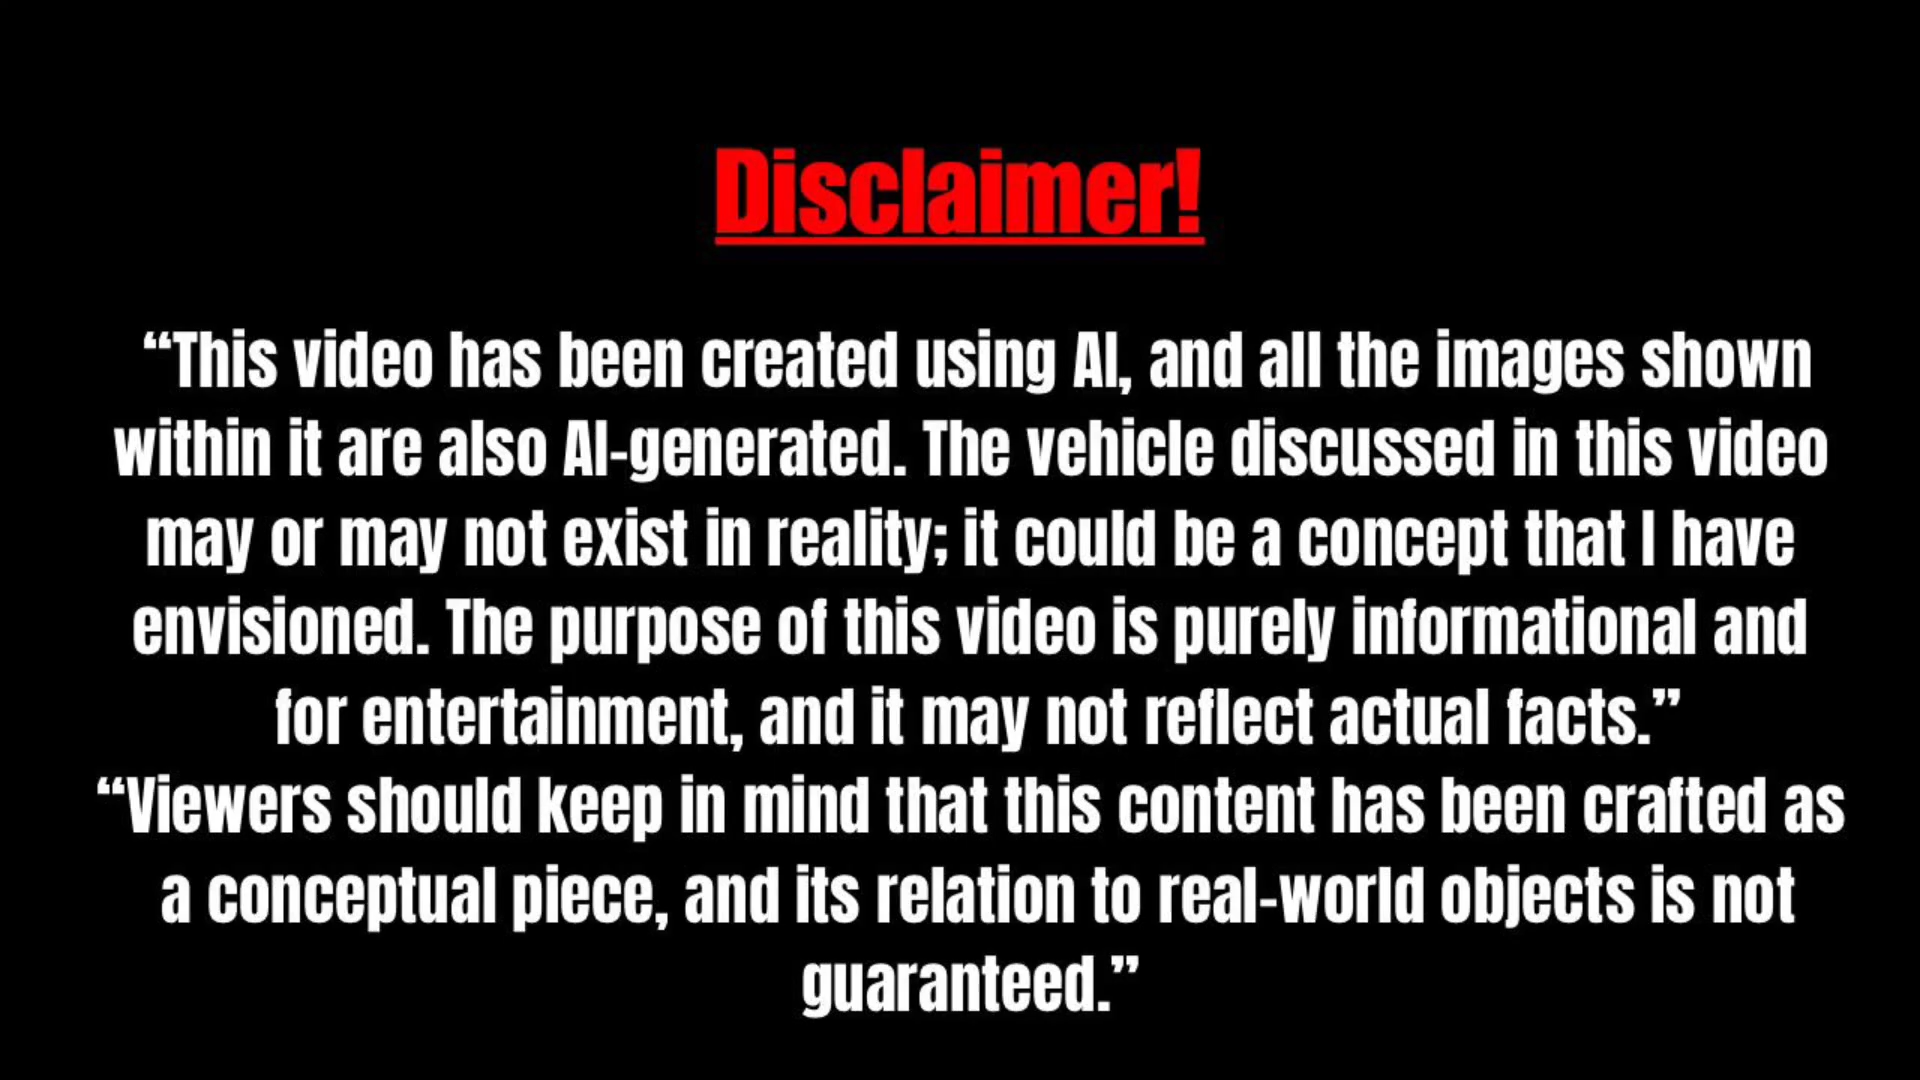 Disclaimer!
“This video has been created using AI, and all the images shown
within it are also AI-generated. The vehicle discussed in this video
may or may not exist in reality; it could be a concept that I have
envisioned. The purpose of this video is purely informational and
for entertainment, and it may not reflect actual facts.”
“Viewers should keep in mind that this content has been crafted as
a conceptual piece, and its relation to real-world objects is not
guaranteed.”